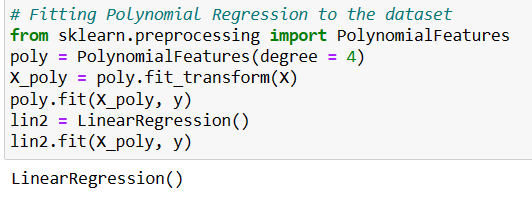 # Fitting Polynomial Regression to the dataset
from sklearn.preprocessing import PolynomialFeatures
poly = PolynomialFeatures(degree = 4)
X_poly = poly.fit_transform(X)
poly.fit(X_poly, y)
lin2 = LinearRegression()
lin2.fit(X_poly, y)
LinearRegression()